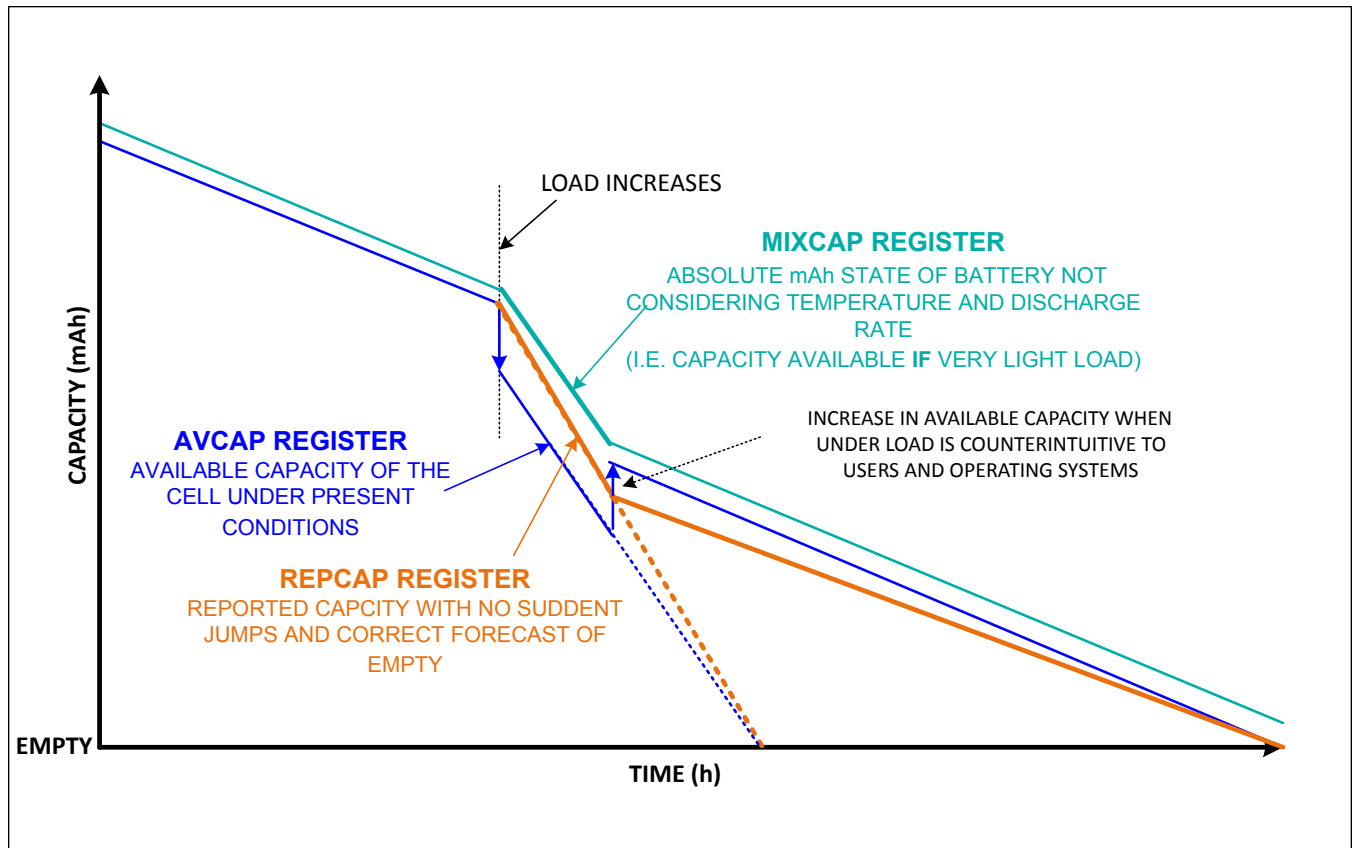 LOAD INCREASES
MIXCAP REGISTER
ABSOLUTE mAh STATE OF BATTERY NOT
CONSIDERING TEMPERATURE AND DISCHARGE
RATE
(I.E. CAPACITY AVAILABLE IF VERY LIGHT LOAD)
CAPACITY (mAh)
INCREASE IN AVAILABLE CAPACITY WHEN
UNDER LOAD IS COUNTERINTUITIVE TO
USERS AND OPERATING SYSTEMS
AVCAP REGISTER
AVAILABLE CAPACITY OF THE
CELL UNDER PRESENT
CONDITIONS
REPCAP REGISTER
REPORTED CAPCITY WITH NO SUDDENT
JUMPS AND CORRECT FORECAST OF
EMPTY
EMPTY
TIME (h)